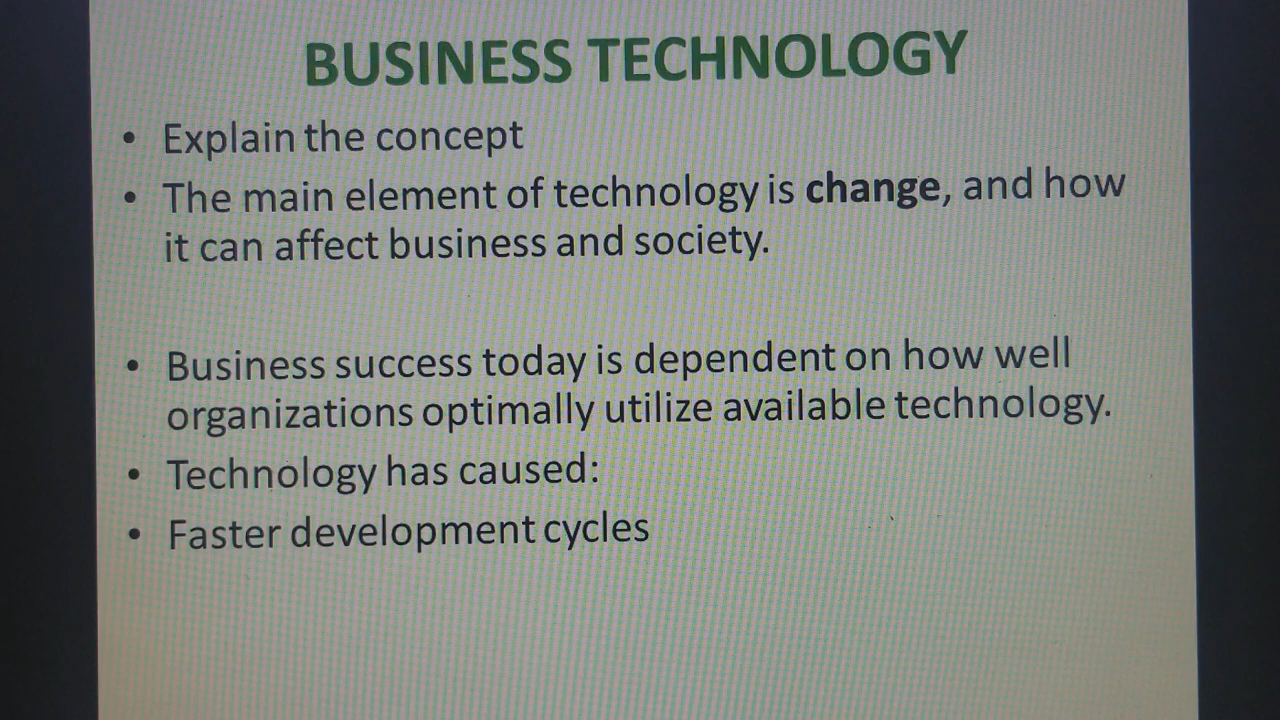 BUSINESS TECHNOLOGY
• Explain the concept
• The main element of technology is change, and how
it can affect business and society.
• Business success today is dependent on how well
organizations optimally utilize available technology.
• Technology has caused:
• Faster development cycles